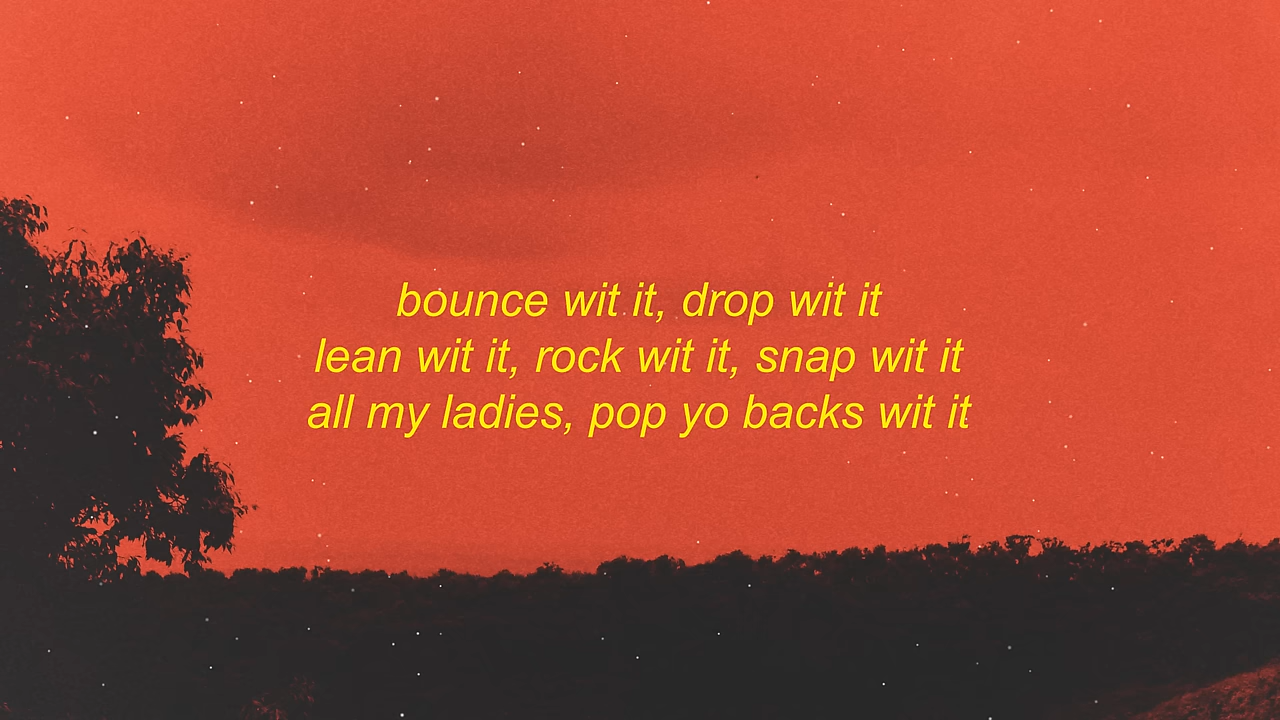 bounce wit it, drop wit it
lean wit it, rock wit it, snap wit it
all my ladies, pop yo backs wit it